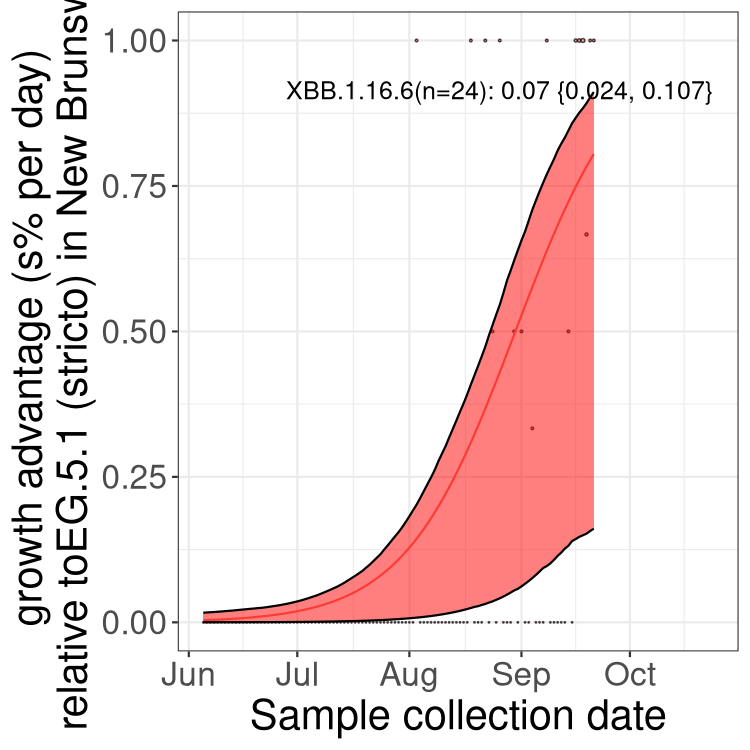 growth advantage (s% per day)
relative toEG.5.1 (stricto) in New Brunsw
1.00
0.75
0.50
0.25
0.00
XBB.1.16.6(n=24): 0.07 {0.024, 0.107}
Jun Jul Aug Sep Oct
Sample collection date